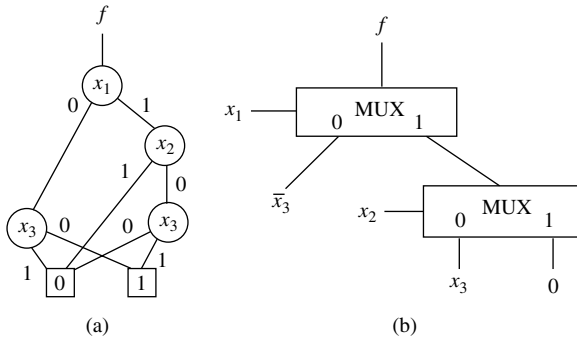 f
x₁
0 1
x₂
1 0
x₃ 0 0 x₃
1 0 1 1
(a)
f
x₁ MUX
0 1
x̅₃
x₂ MUX
0 1
x₃ 0
(b)